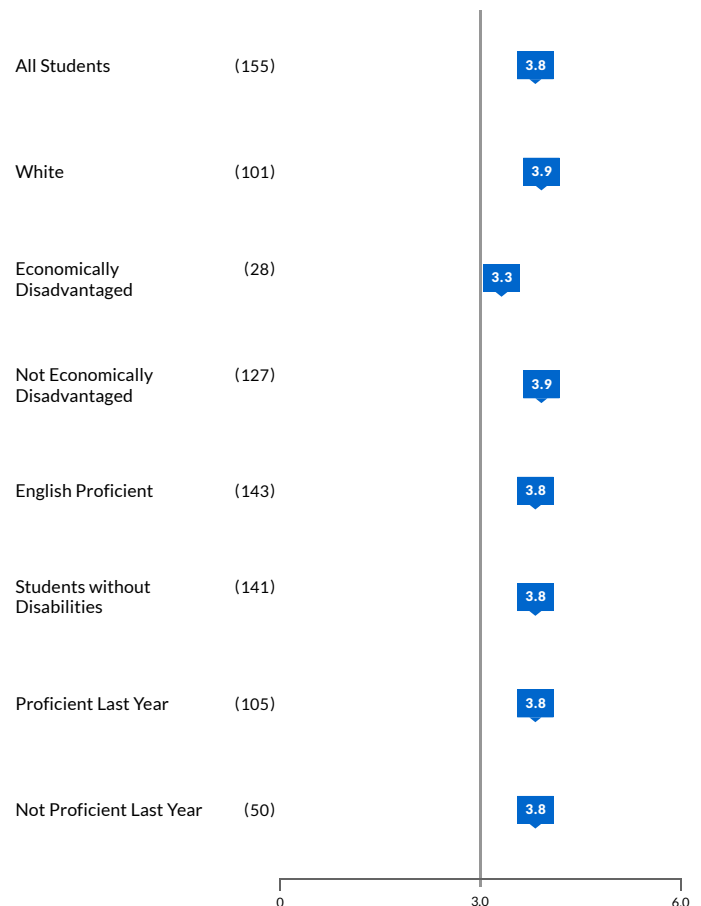 All Students (155) 3.8
White (101) 3.9
Economically (28) 3.3
Disadvantaged
Not Economically (127) 3.9
Disadvantaged
English Proficient (143) 3.8
Students without (141) 3.8
Disabilities
Proficient Last Year (105) 3.8
Not Proficient Last Year (50) 3.8
0 3.0 6.0